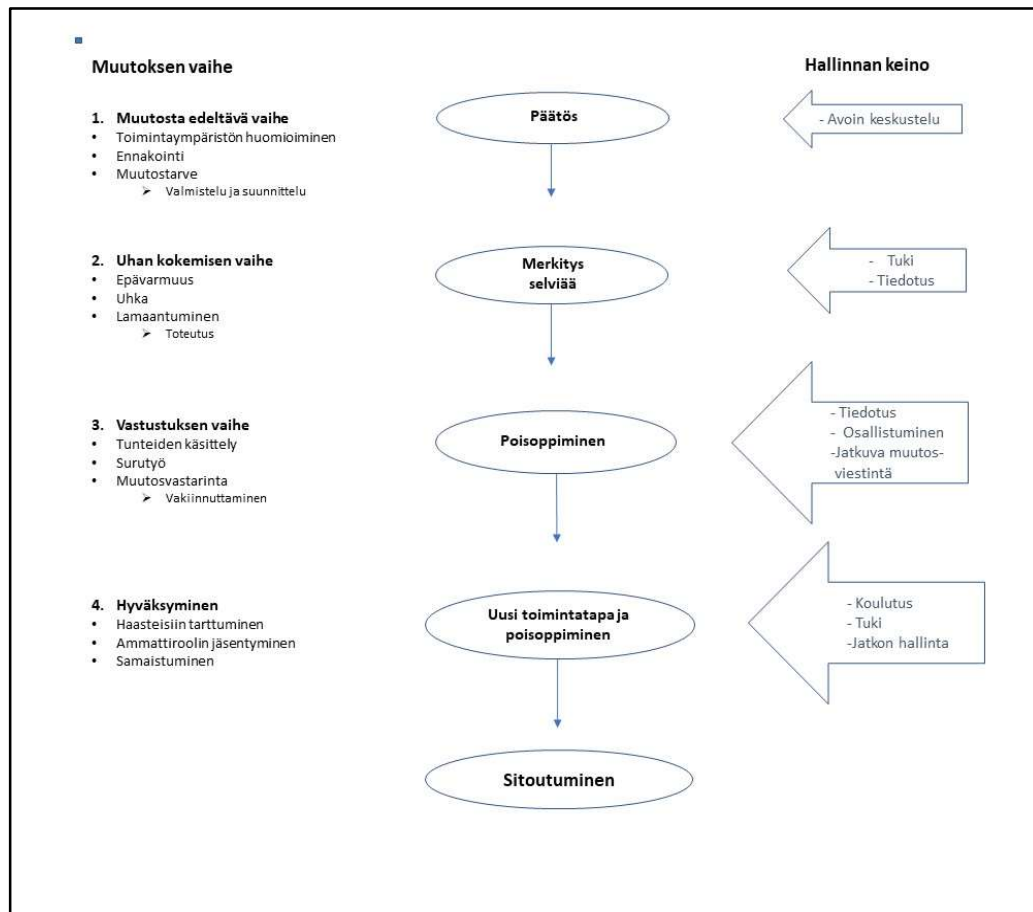 Muutoksen vaihe
Hallinnan keino
1. Muutosta edeltävä vaihe
• Toimintaympäristön huomioiminen
• Ennakointi
• Muutostarve
➢ Valmistelu ja suunnittelu
Päätös
- Avoin keskustelu
2. Uhan kokemisen vaihe
• Epävarmuus
• Uhka
• Lamaantuminen
➢ Toteutus
Merkitys
selviää
- Tuki
- Tiedotus
3. Vastustuksen vaihe
• Tunteiden käsittely
• Surutyö
• Muutosvastarinta
➢ Vakiinnuttaminen
Poisoppiminen
- Tiedotus
- Osallistuminen
-Jatkuva muutos-
viestintä
4. Hyväksyminen
• Haasteisiin tarttuminen
• Ammattiroolin jäsentyminen
• Samaistuminen
Uusi toimintatapa ja
poisoppiminen
- Koulutus
- Tuki
-Jatkon hallinta
Sitoutuminen